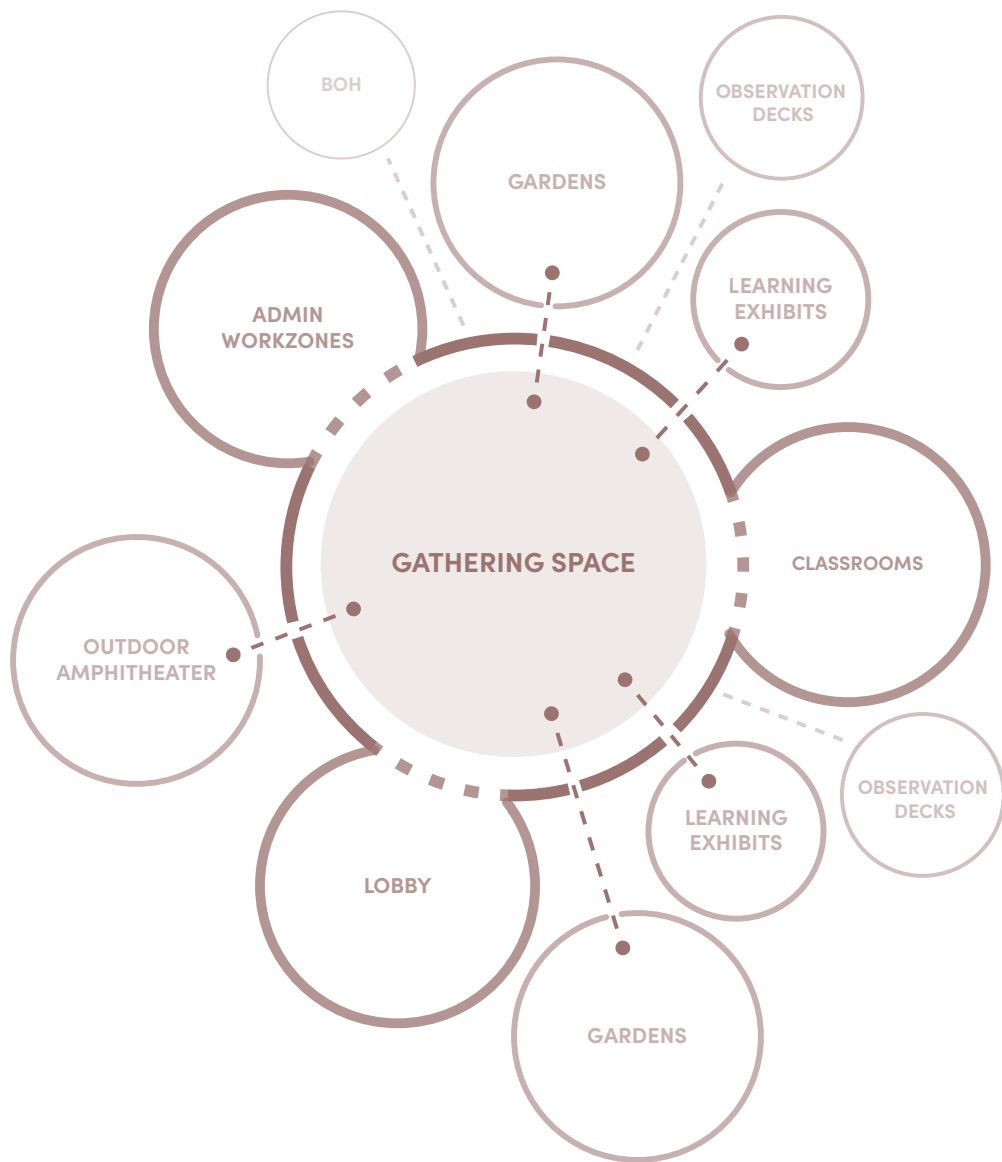 BOH
OBSERVATION
DECKS
GARDENS
LEARNING
EXHIBITS
ADMIN
WORKZONES
GATHERING SPACE
CLASSROOMS
OUTDOOR
AMPHITHEATER
OBSERVATION
DECKS
LEARNING
EXHIBITS
LOBBY
GARDENS